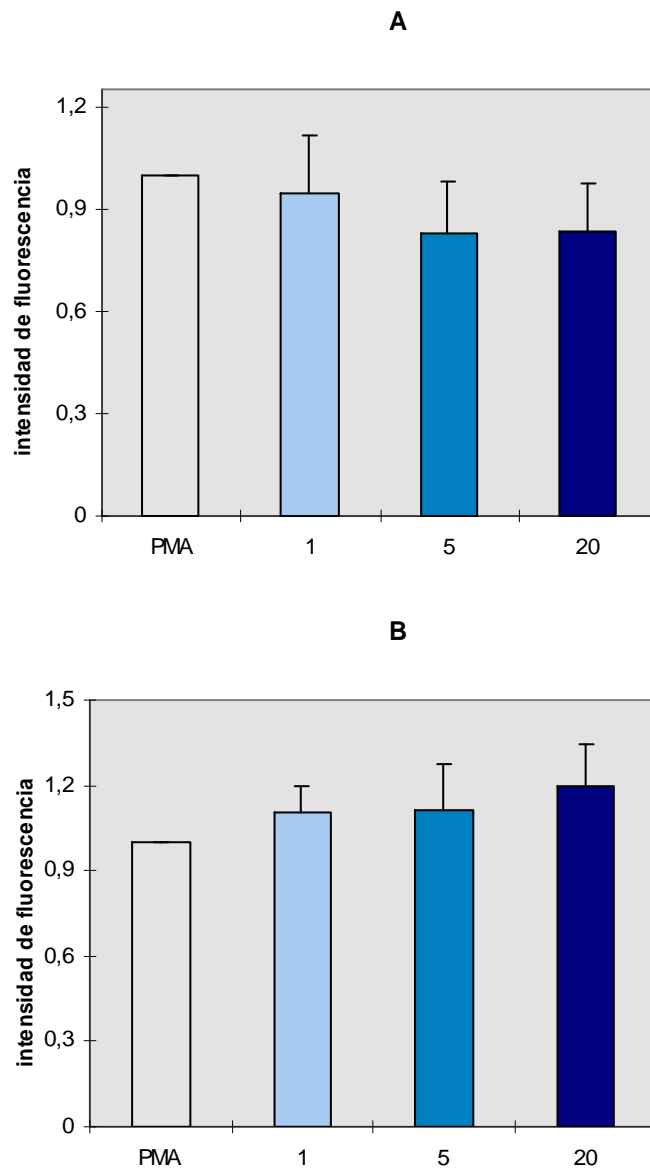 A
intensidad de fluorescencia
1,2
0,9
0,6
0,3
0
PMA 1 5 20
B
intensidad de fluorescencia
1,5
1,2
0,9
0,6
0,3
0
PMA 1 5 20